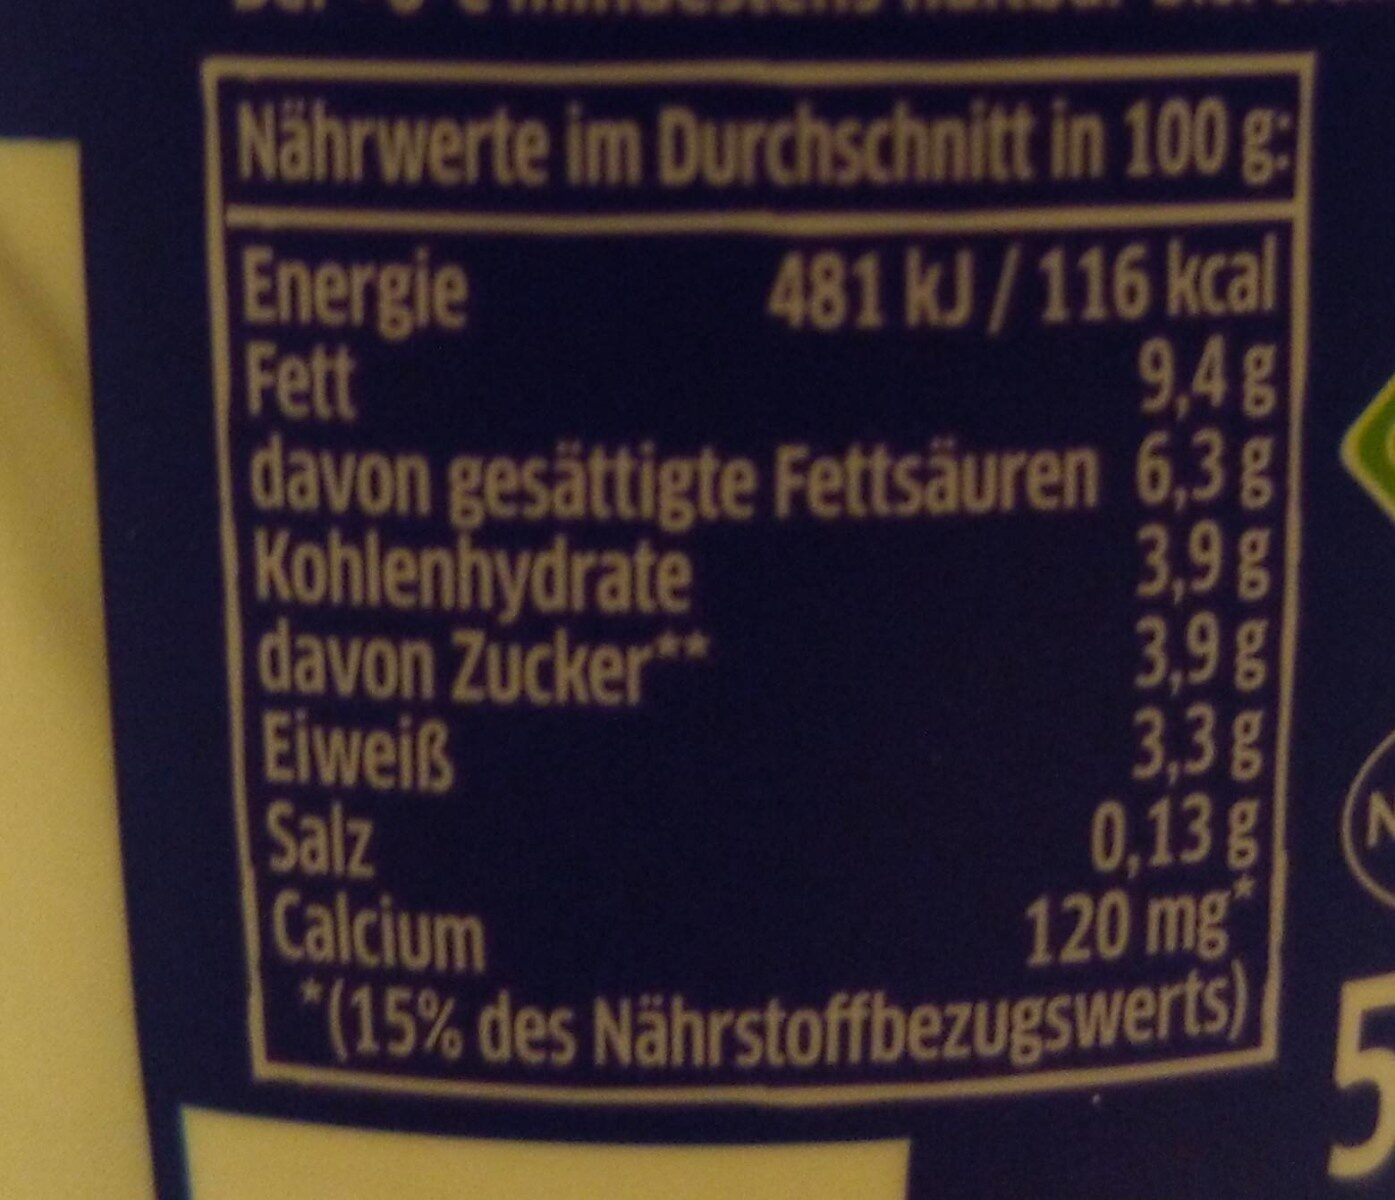 Nährwerte im Durchschnitt in 100 g:
Energie 481 kJ / 116 kcal
Fett 9,4 g
davon gesättigte Fettsäuren 6,3 g
Kohlenhydrate 3,9 g
davon Zucker** 3,9 g
Eiweiß 3,3 g
Salz 0,13 g
Calcium 120 mg*
*(15% des Nährstoffbezugswerts)
5